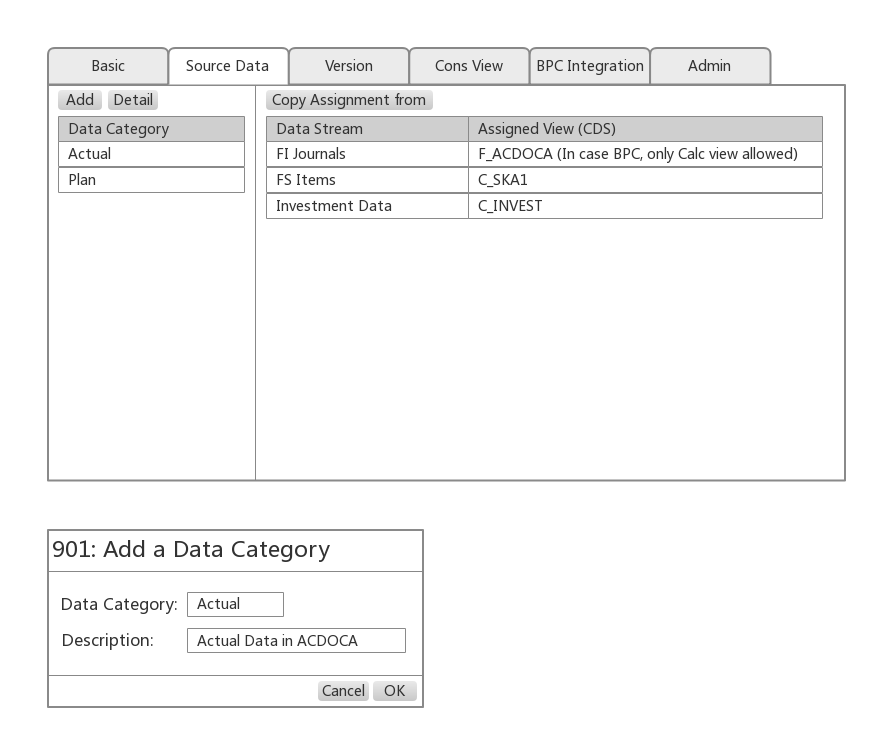 Basic Source Data Version Cons View BPC Integration Admin
Add Detail Copy Assignment from
Data Category Data Stream Assigned View (CDS)
Actual FI Journals F_ACDOCA (In case BPC, only Calc view allowed)
Plan FS Items C_SKA1
Investment Data C_INVEST
901: Add a Data Category
Data Category: Actual
Description: Actual Data in ACDOCA
Cancel OK